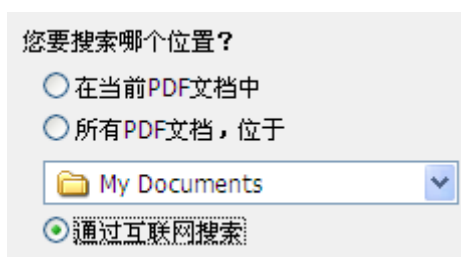 您要搜索哪个位置?
在当前PDF文档中
所有PDF文档，位于
My Documents
通过互联网搜索